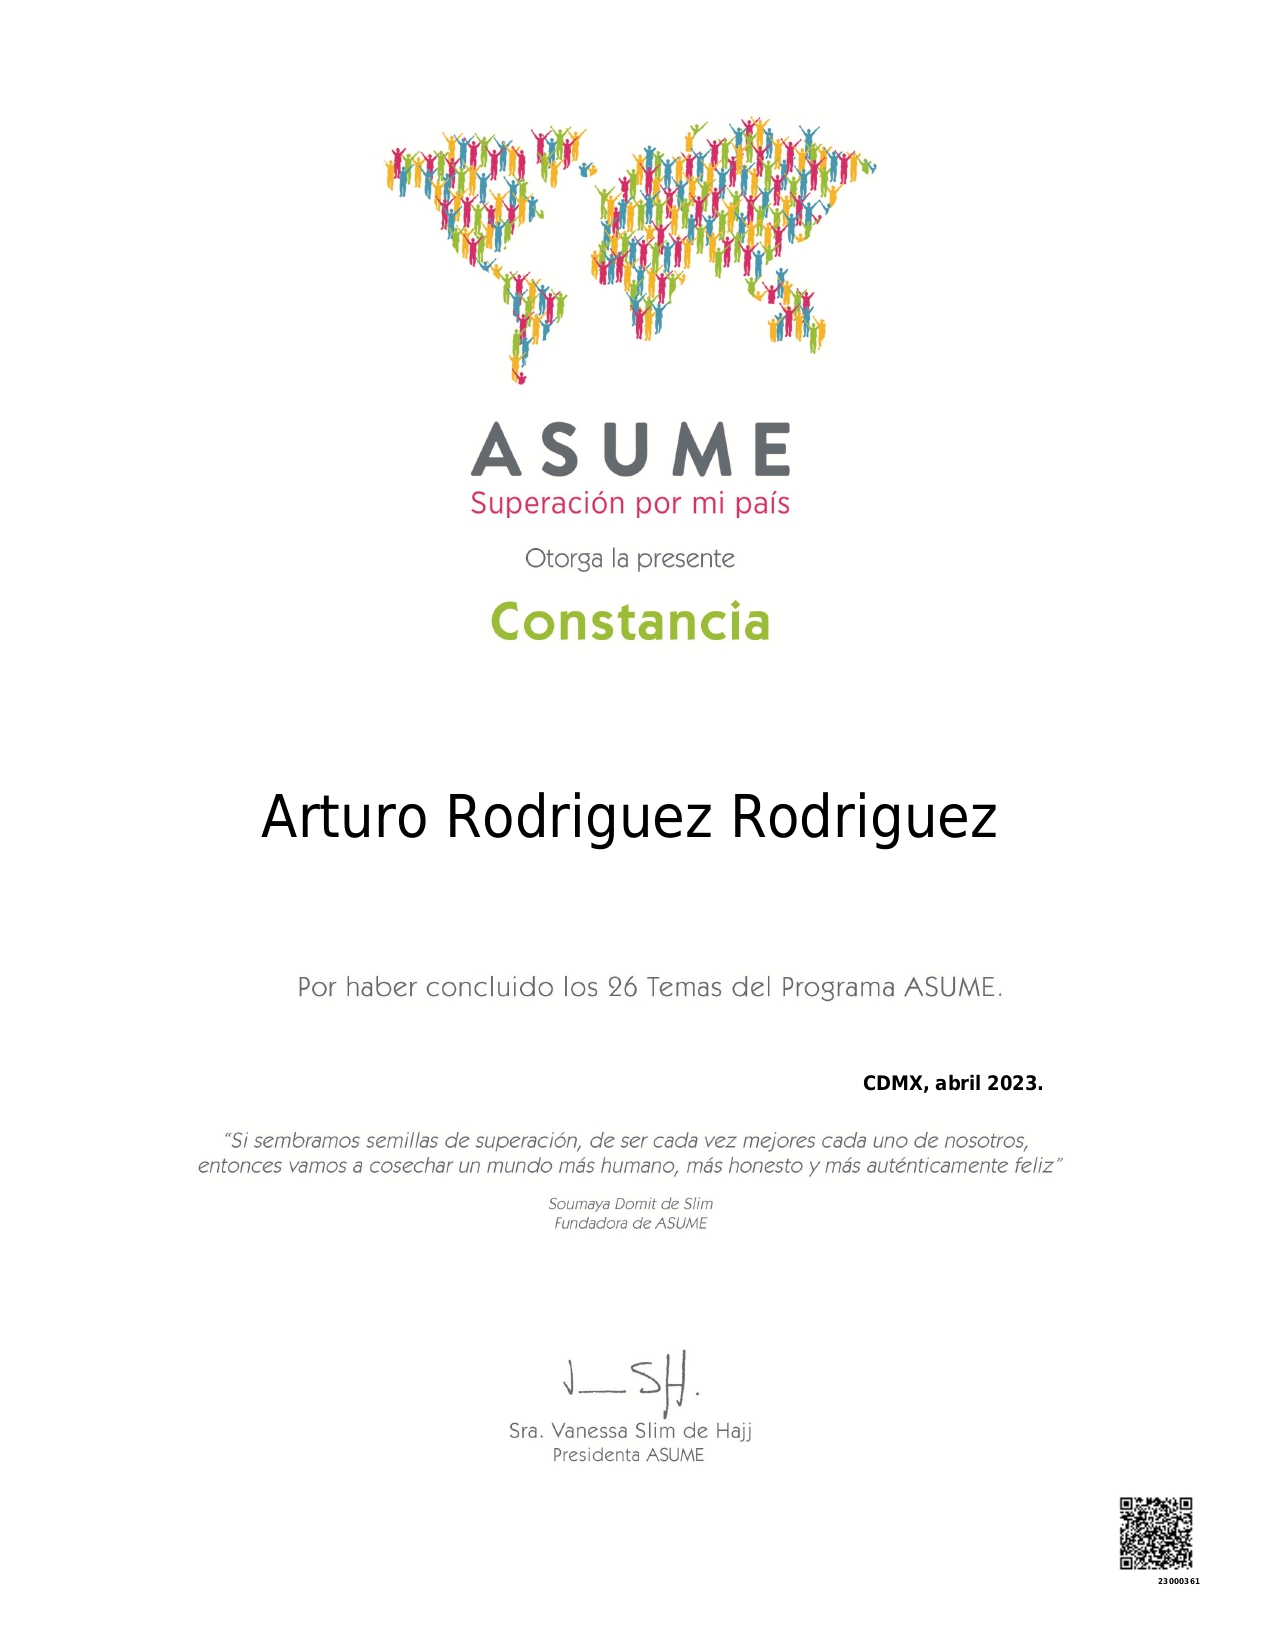 ASUME
Superación por mi país
Otorga la presente
Constancia
Arturo Rodriguez Rodriguez
Por haber concluido los 26 Temas del Programa ASUME.
CDMX, abril 2023.
“Si sembramos semillas de superación, de ser cada vez mejores cada uno de nosotros,
entonces vamos a cosechar un mundo más humano, más honesto y más auténticamente feliz”
Soumaya Domit de Slim
Fundadora de ASUME
Sra. Vanessa Slim de Hajj
Presidenta ASUME
23000361